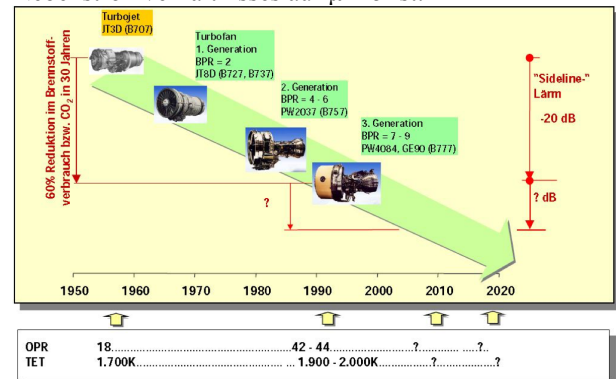 Turbojet
JT3D (B707)
Turbofan
1. Generation
BPR = 2
JT8D (B727, B737)
2. Generation
BPR = 4 - 6
PW2037 (B757)
3. Generation
BPR = 7 - 9
PW4084, GE90 (B777)
60% Reduktion im Brennstoff-
verbrauch bzw. CO2 in 30 Jahren
"Sideline-"
Lärm
-20 dB
? dB
?
1950 1960 1970 1980 1990 2000 2010 2020
OPR 18......................................................42 - 44.........................?.......... .....?..
TET 1.700K............................................. ... 1.900 - 2.000K................?...................?